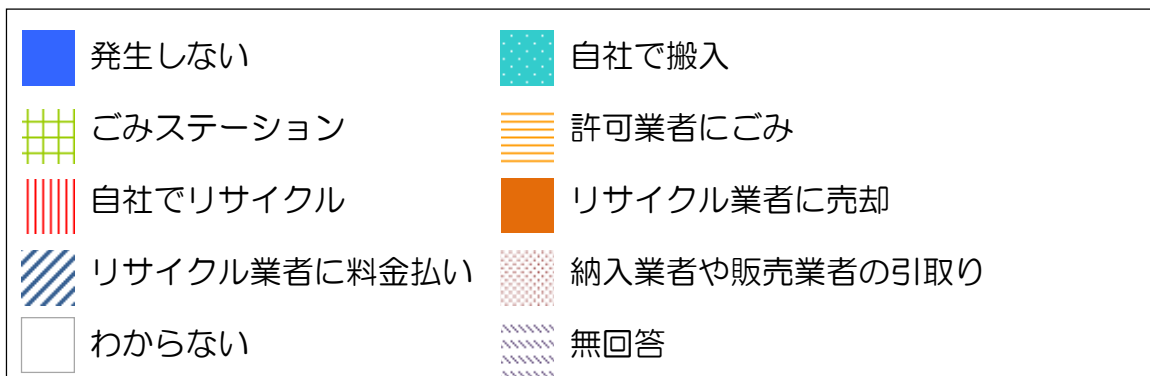 発生しない
自社で搬入
ごみステーション
許可業者にごみ
自社でリサイクル
リサイクル業者に売却
リサイクル業者に料金払い
納入業者や販売業者の引取り
わからない
無回答